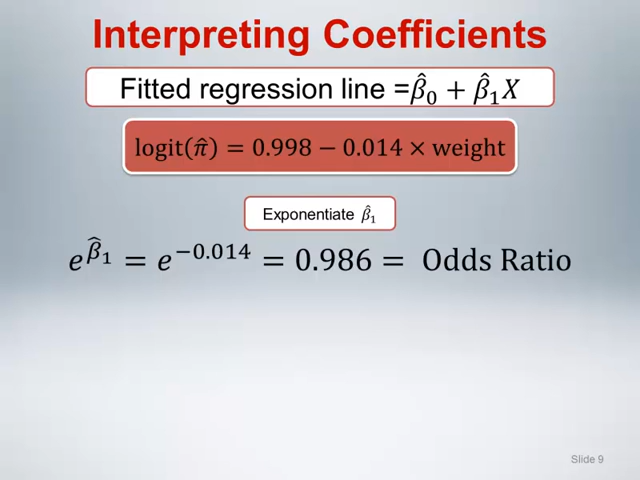 Interpreting Coefficients
Fitted regression line =β̂₀ + β̂₁X
logit(π̂) = 0.998 − 0.014 × weight
Exponentiate β̂₁
e^β̂₁ = e^−0.014 = 0.986 = Odds Ratio
Slide 9